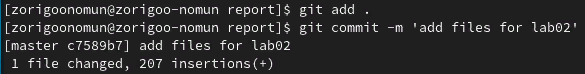 [zorigoonomun@zorigoo-nomun report]$ git add .
[zorigoonomun@zorigoo-nomun report]$ git commit -m 'add files for lab02'
[master c7589b7] add files for lab02
 1 file changed, 207 insertions(+)